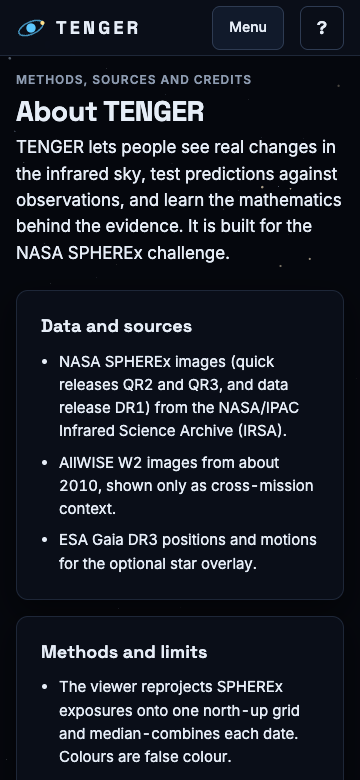 TENGER
Menu
?
METHODS, SOURCES AND CREDITS
About TENGER
TENGER lets people see real changes in
the infrared sky, test predictions against
observations, and learn the mathematics
behind the evidence. It is built for the
NASA SPHEREx challenge.
Data and sources
• NASA SPHEREx images (quick
releases QR2 and QR3, and data
release DR1) from the NASA/IPAC
Infrared Science Archive (IRSA).
• AllWISE W2 images from about
2010, shown only as cross-mission
context.
• ESA Gaia DR3 positions and motions
for the optional star overlay.
Methods and limits
• The viewer reprojects SPHEREx
exposures onto one north-up grid
and median-combines each date.
Colours are false colour.